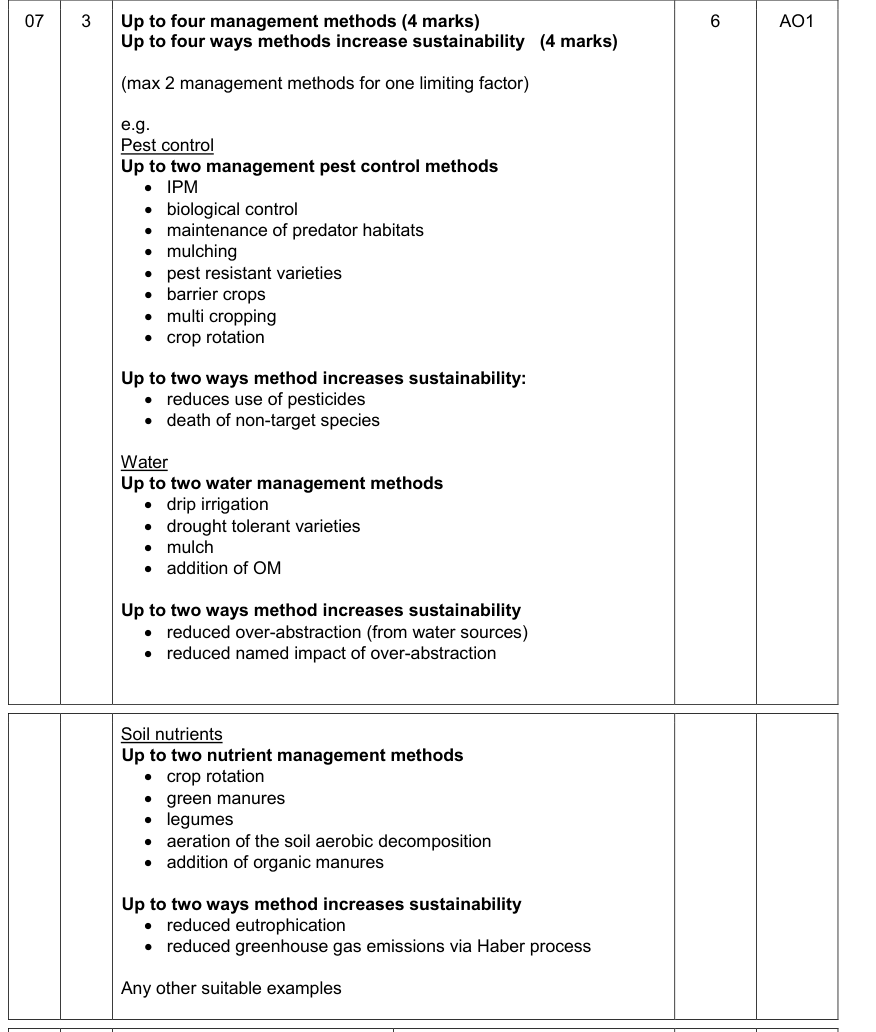 07 3 Up to four management methods (4 marks) 6 AO1
Up to four ways methods increase sustainability (4 marks)
(max 2 management methods for one limiting factor)
e.g.
Pest control
Up to two management pest control methods
• IPM
• biological control
• maintenance of predator habitats
• mulching
• pest resistant varieties
• barrier crops
• multi cropping
• crop rotation
Up to two ways method increases sustainability:
• reduces use of pesticides
• death of non-target species
Water
Up to two water management methods
• drip irrigation
• drought tolerant varieties
• mulch
• addition of OM
Up to two ways method increases sustainability
• reduced over-abstraction (from water sources)
• reduced named impact of over-abstraction
Soil nutrients
Up to two nutrient management methods
• crop rotation
• green manures
• legumes
• aeration of the soil aerobic decomposition
• addition of organic manures
Up to two ways method increases sustainability
• reduced eutrophication
• reduced greenhouse gas emissions via Haber process
Any other suitable examples